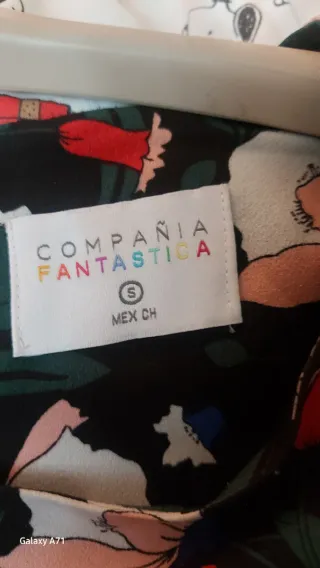 COMPAÑIA
FANTASTICA
S
MEX CH
Galaxy A71